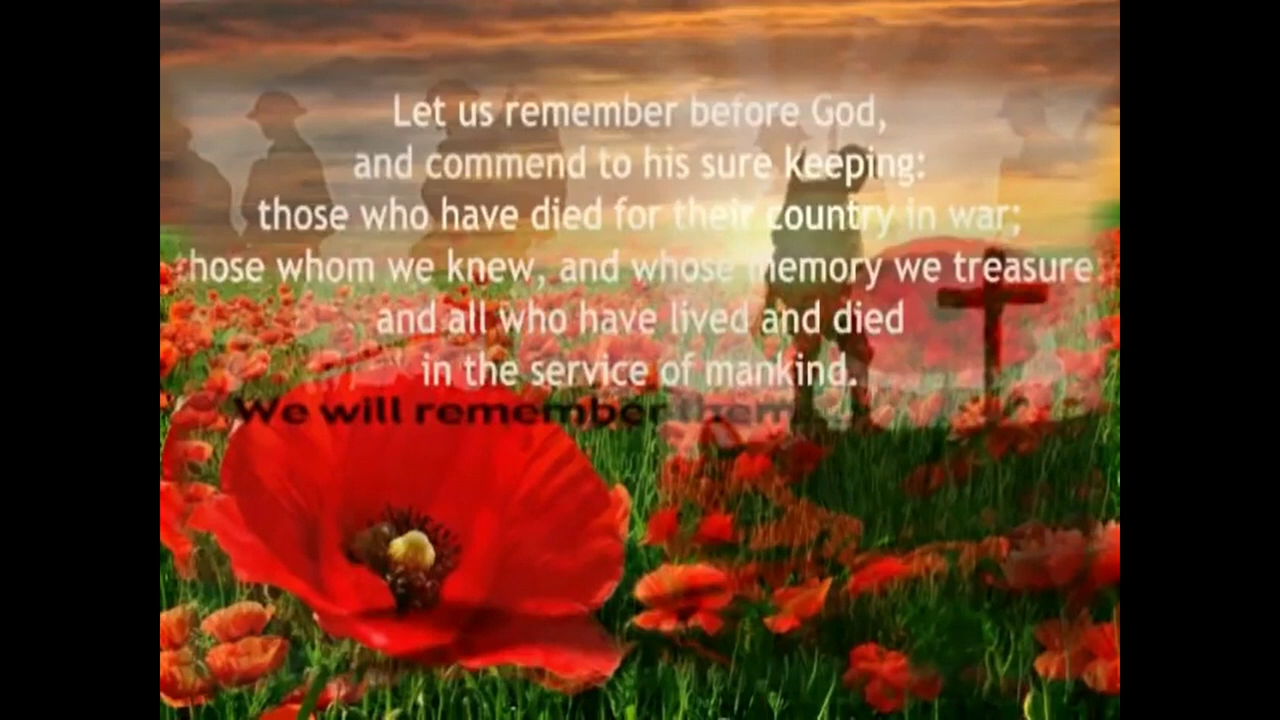 Let us remember before God,
and commend to his sure keeping:
those who have died for their country in war;
those whom we knew, and whose memory we treasure
and all who have lived and died
in the service of mankind.
We will remember them